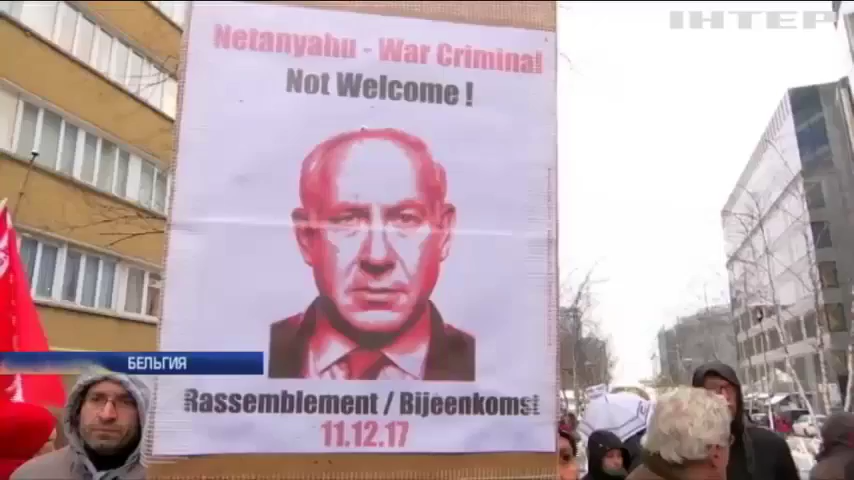 ІНТЕР
Netanyahu - War Criminal
Not Welcome !
БЕЛЬГИЯ
Rassemblement / Bijeenkomst
11.12.17